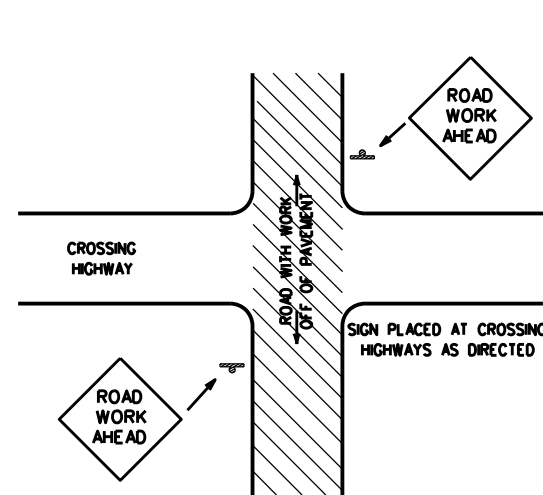 ROAD
WORK
AHEAD
CROSSING
HIGHWAY
ROAD WITH WORK
OFF OF PAVEMENT
SIGN PLACED AT CROSSING
HIGHWAYS AS DIRECTED
ROAD
WORK
AHEAD